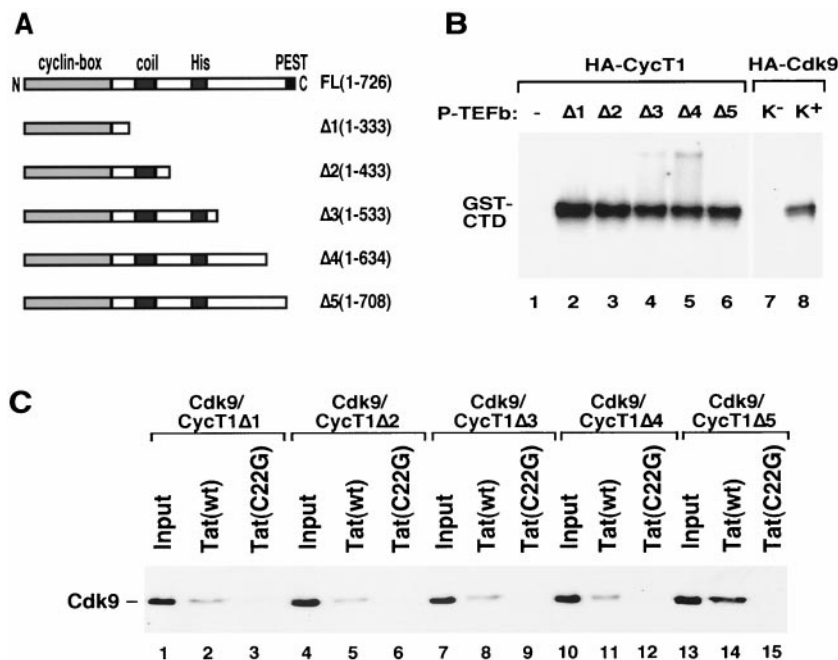 A
cyclin-box coil His PEST
N C FL(1-726)
Δ1(1-333)
Δ2(1-433)
Δ3(1-533)
Δ4(1-634)
Δ5(1-708)
B
HA-CycT1 HA-Cdk9
P-TEFb: - Δ1 Δ2 Δ3 Δ4 Δ5 K- K+
GST-
CTD
1 2 3 4 5 6 7 8
C
Cdk9/ Cdk9/ Cdk9/ Cdk9/ Cdk9/
CycT1Δ1 CycT1Δ2 CycT1Δ3 CycT1Δ4 CycT1Δ5
Input Tat(wt) Tat(C22G) Input Tat(wt) Tat(C22G) Input Tat(wt) Tat(C22G) Input Tat(wt) Tat(C22G) Input Tat(wt) Tat(C22G)
Cdk9 –
1 2 3 4 5 6 7 8 9 10 11 12 13 14 15